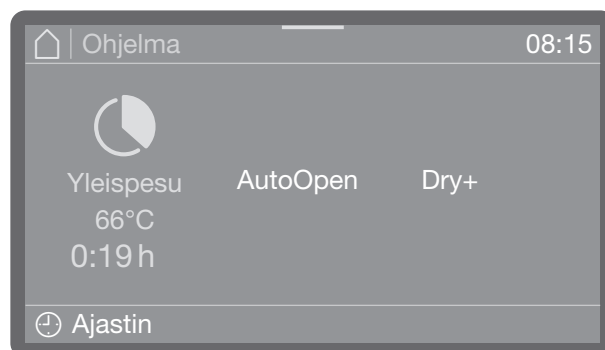 Ohjelma 08:15
Yleispesu AutoOpen Dry+
66°C
0:19 h
Ajastin